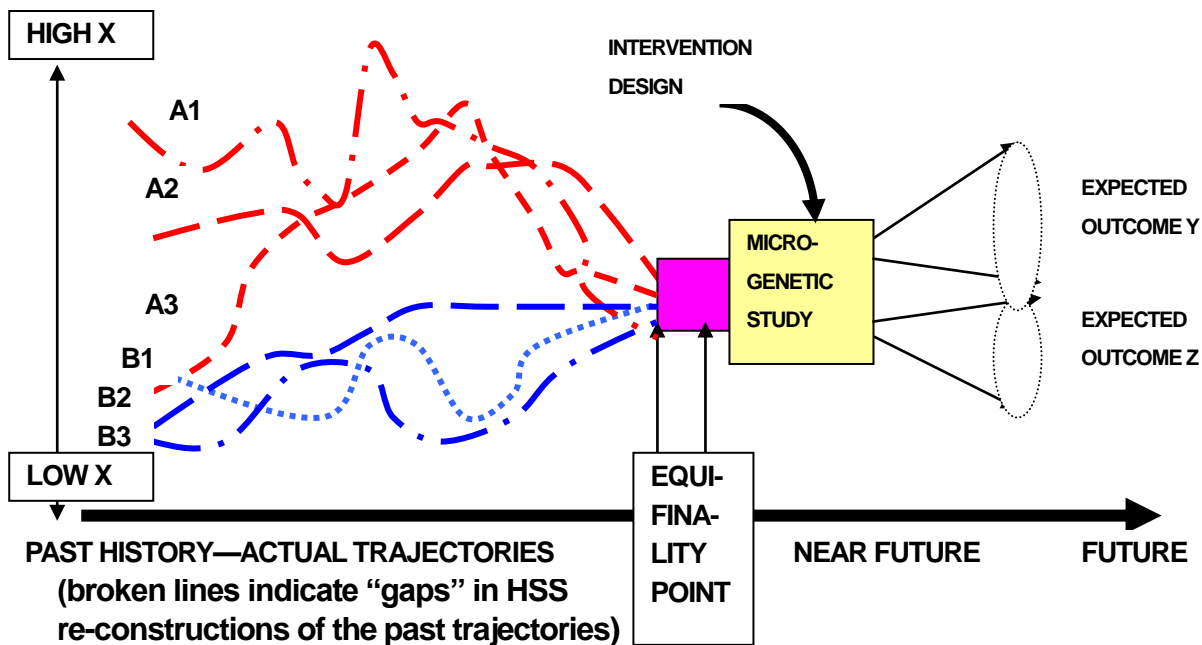 HIGH X
INTERVENTION
DESIGN
A1
A2
EXPECTED
OUTCOME Y
MICRO-
GENETIC
STUDY
A3
EXPECTED
OUTCOME Z
B1
B2
B3
LOW X
EQUI-
FINA-
LITY
POINT
PAST HISTORY—ACTUAL TRAJECTORIES
(broken lines indicate “gaps” in HSS
re-constructions of the past trajectories)
NEAR FUTURE
FUTURE